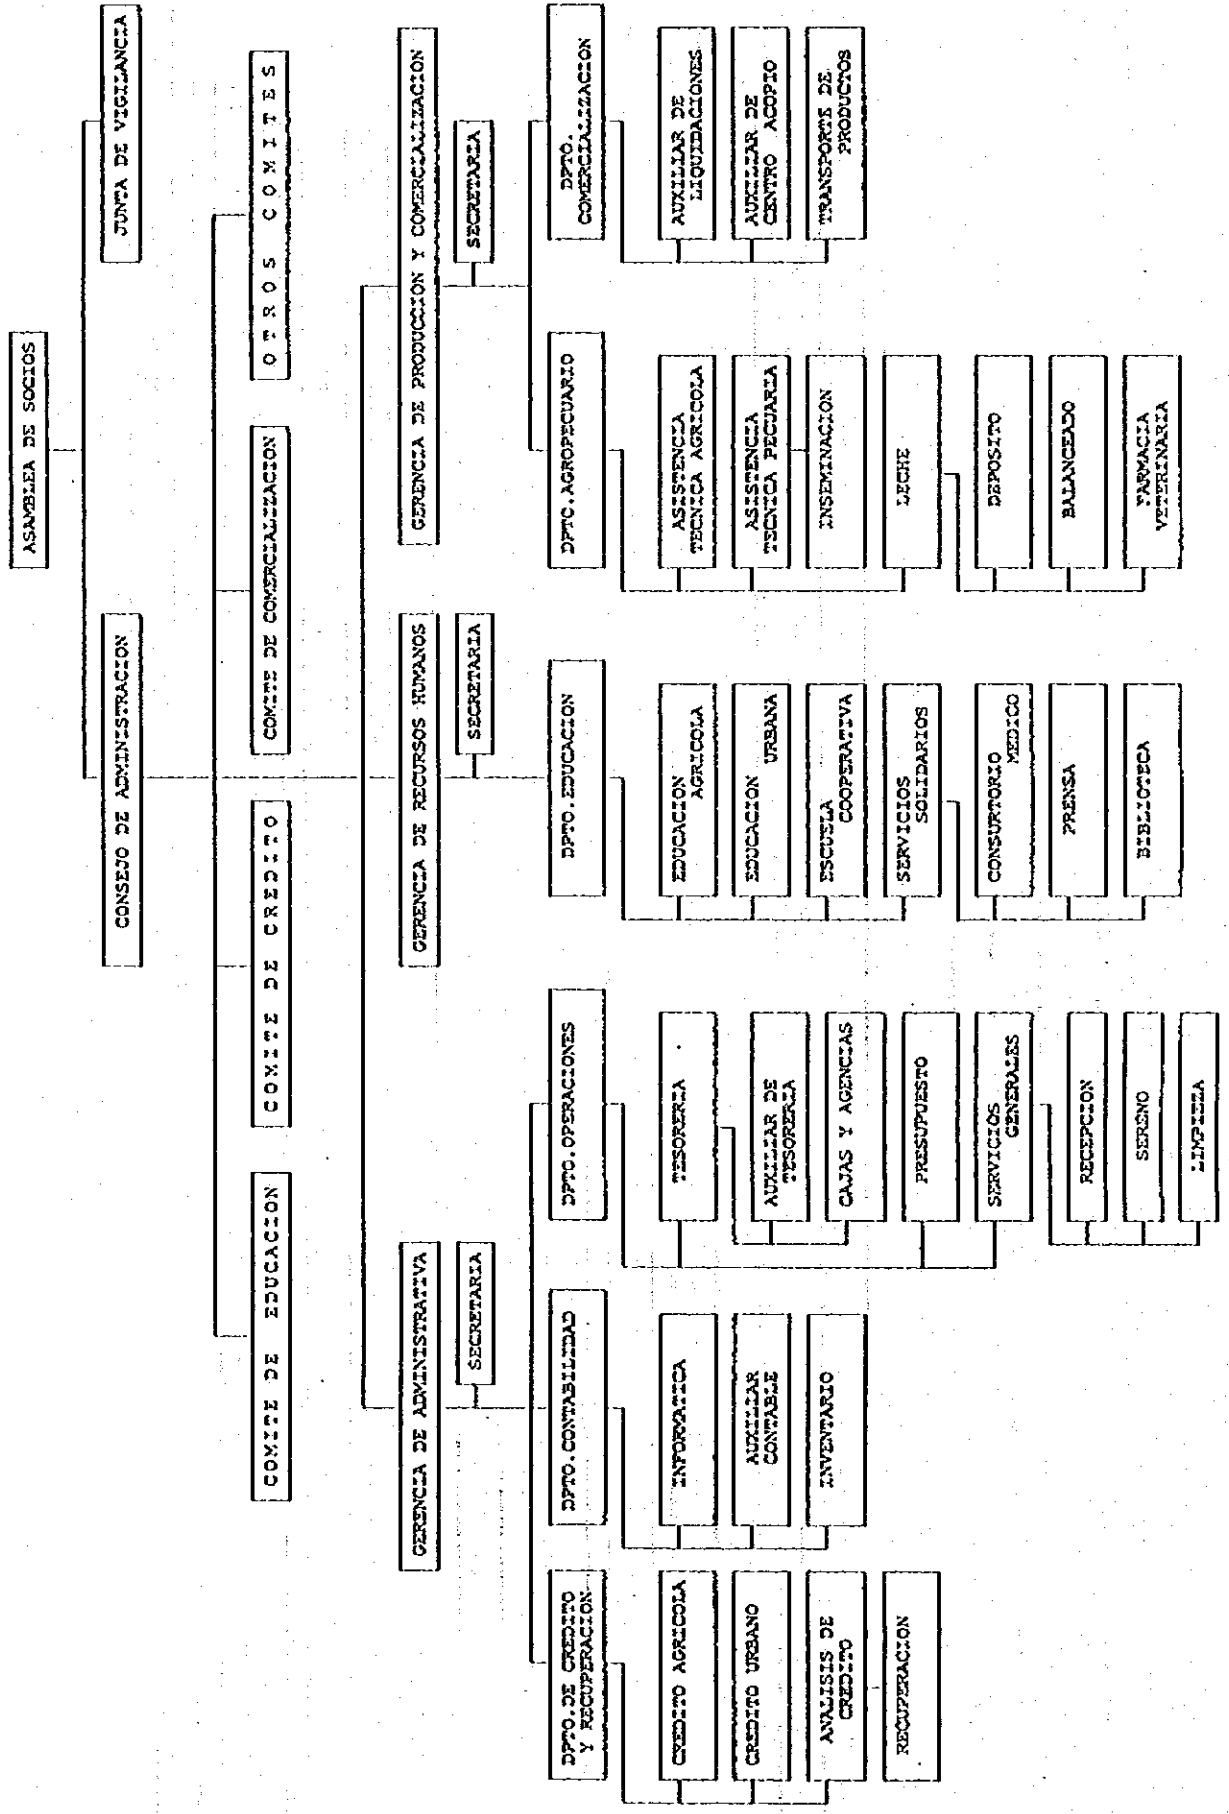 ASAMBLEA DE SOCIOS
CONSEJO DE ADMINISTRACION
JUNTA DE VIGILANCIA
COMITE DE EDUCACION
COMITE DE CREDITO
COMITE DE COMERCIALIZACION
OTROS COMITES
GERENCIA DE ADMINISTRATIVA
GERENCIA DE RECURSOS HUMANOS
GERENCIA DE PRODUCCION Y COMERCIALIZACION
SECRETARIA
SECRETARIA
SECRETARIA
DPTO.DE CREDITO
Y RECUPERACION
DPTO.CONTABILIDAD
DPTO.OPERACIONES
DPTO.EDUCACION
DPTO.AGROPECUARIO
DPTO.
COMERCIALIZACION
CREDITO AGRICOLA
CREDITO URBANO
ANALISIS DE
CREDITO
RECUPERACION
INFORMATICA
AUXILIAR
CONTABLE
INVENTARIO
TESORERIA
AUXILIAR DE
TESORERIA
CAJAS Y AGENCIAS
PRESUPUESTO
SERVICIOS
GENERALES
RECEPCION
SERENO
LIMPIEZA
EDUCACION
AGRICOLA
EDUCACION
URBANA
ESCUELA
COOPERATIVA
SERVICIOS
SOLIDARIOS
CONSURTORIO
MEDICO
PRENSA
BIBLIOTECA
ASISTENCIA
TECNICA AGRICOLA
ASISTENCIA
TECNICA PECUARIA
INSEMINACION
LECHE
DEPOSITO
BALANCEADO
FARMACIA
VETERINARIA
AUXILIAR DE
LIQUIDACIONES
AUXILIAR DE
CENTRO ACOPIO
TRANSPORTE DE
PRODUCTOS